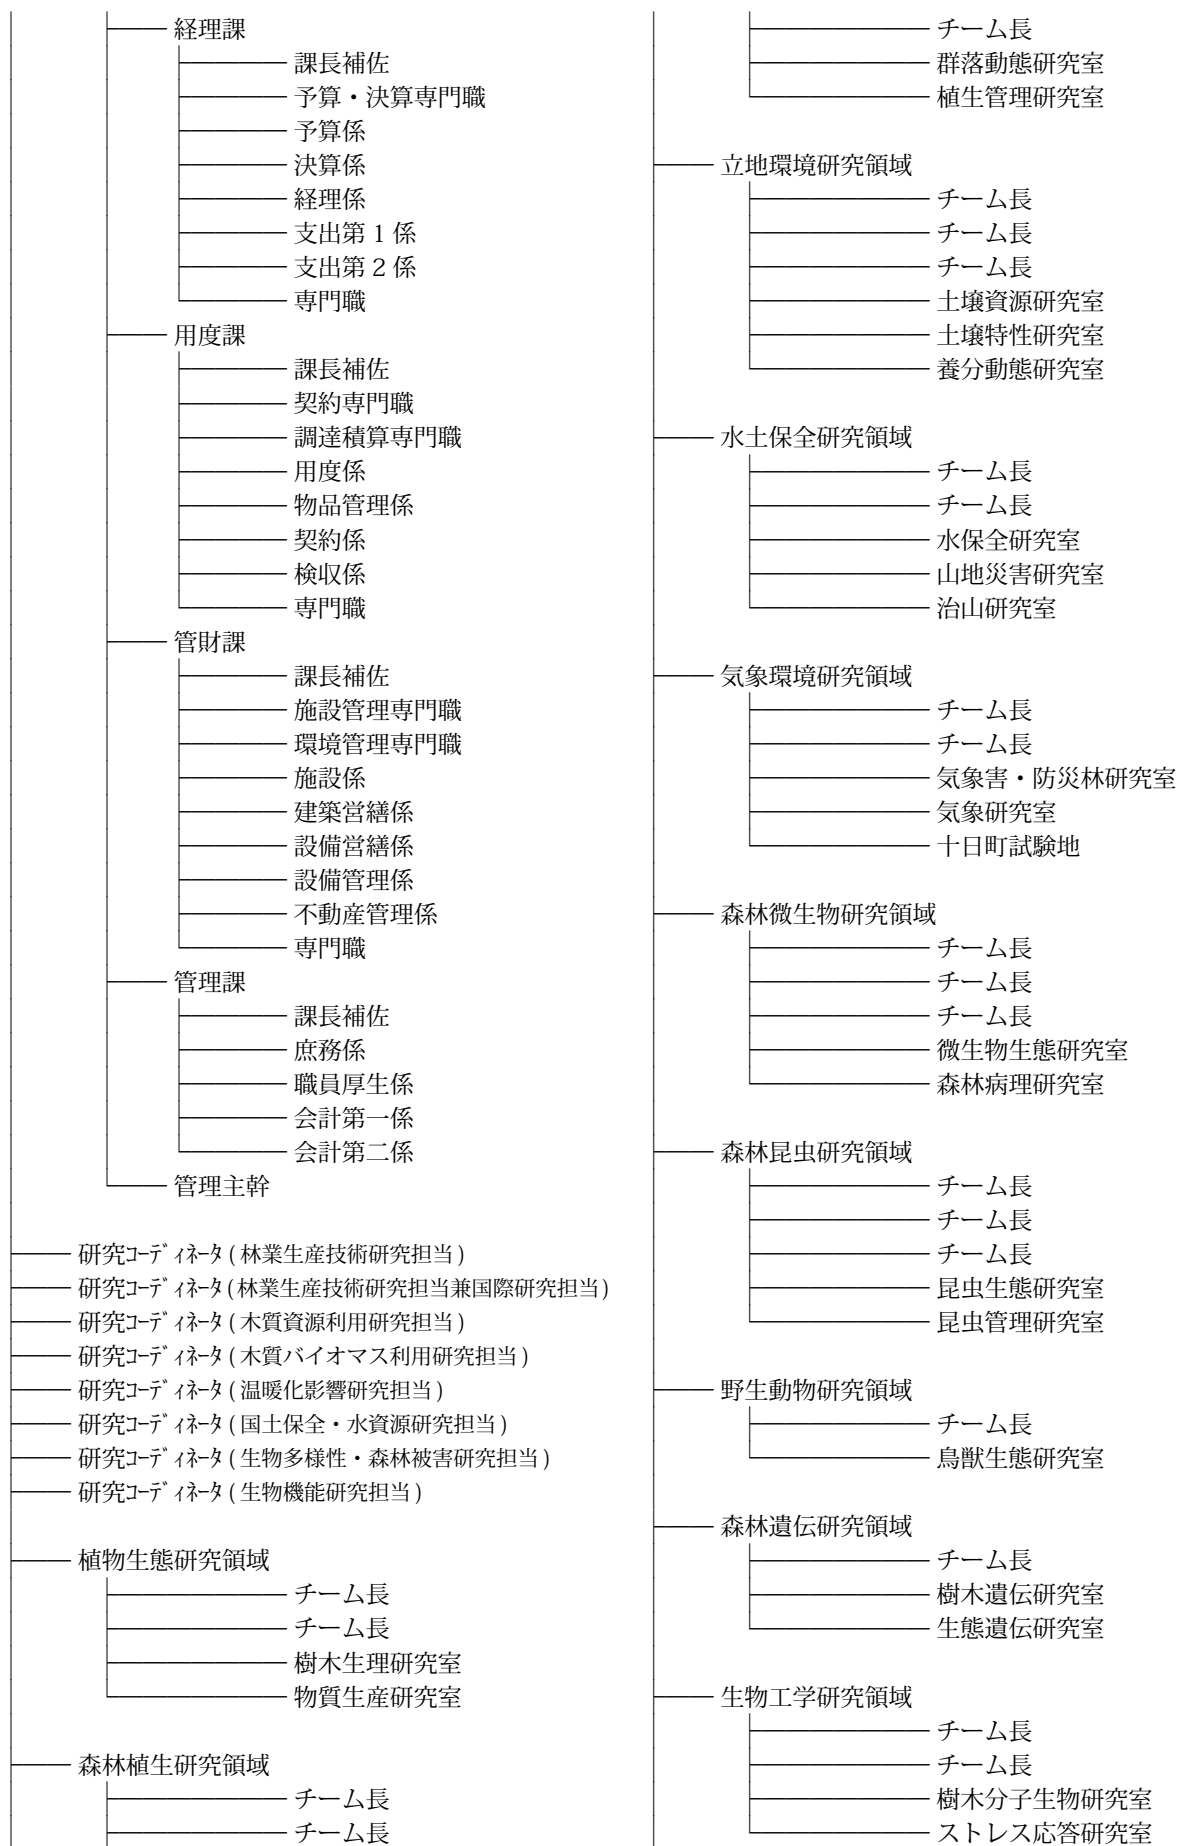 経理課
課長補佐
予算・決算専門職
予算係
決算係
経理係
支出第 1 係
支出第 2 係
専門職
用度課
課長補佐
契約専門職
調達積算専門職
用度係
物品管理係
契約係
検収係
専門職
管財課
課長補佐
施設管理専門職
環境管理専門職
施設係
建築営繕係
設備営繕係
設備管理係
不動産管理係
専門職
管理課
課長補佐
庶務係
職員厚生係
会計第一係
会計第二係
管理主幹
研究ｺｰﾃﾞｨﾈｰﾀ ( 林業生産技術研究担当 )
研究ｺｰﾃﾞｨﾈｰﾀ (林業生産技術研究担当兼国際研究担当)
研究ｺｰﾃﾞｨﾈｰﾀ ( 木質資源利用研究担当 )
研究ｺｰﾃﾞｨﾈｰﾀ ( 木質バイオマス利用研究担当 )
研究ｺｰﾃﾞｨﾈｰﾀ ( 温暖化影響研究担当 )
研究ｺｰﾃﾞｨﾈｰﾀ ( 国土保全・水資源研究担当 )
研究ｺｰﾃﾞｨﾈｰﾀ ( 生物多様性・森林被害研究担当 )
研究ｺｰﾃﾞｨﾈｰﾀ ( 生物機能研究担当 )
植物生態研究領域
チーム長
チーム長
樹木生理研究室
物質生産研究室
森林植生研究領域
チーム長
チーム長
チーム長
群落動態研究室
植生管理研究室
立地環境研究領域
チーム長
チーム長
チーム長
土壌資源研究室
土壌特性研究室
養分動態研究室
水土保全研究領域
チーム長
チーム長
水保全研究室
山地災害研究室
治山研究室
気象環境研究領域
チーム長
チーム長
気象害・防災林研究室
気象研究室
十日町試験地
森林微生物研究領域
チーム長
チーム長
チーム長
微生物生態研究室
森林病理研究室
森林昆虫研究領域
チーム長
チーム長
チーム長
昆虫生態研究室
昆虫管理研究室
野生動物研究領域
チーム長
鳥獣生態研究室
森林遺伝研究領域
チーム長
樹木遺伝研究室
生態遺伝研究室
生物工学研究領域
チーム長
チーム長
樹木分子生物研究室
ストレス応答研究室